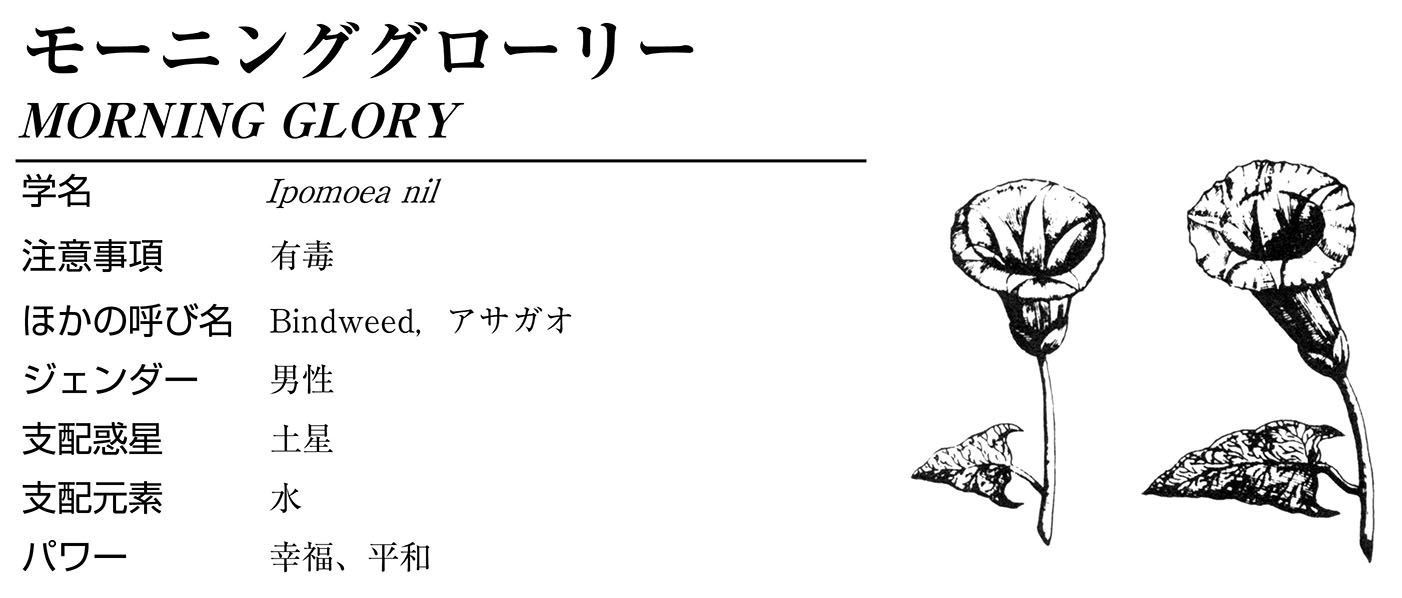 モーニンググローリー
MORNING GLORY
学名 Ipomoea nil
注意事項 有毒
ほかの呼び名 Bindweed, アサガオ
ジェンダー 男性
支配惑星 土星
支配元素 水
パワー 幸福、平和